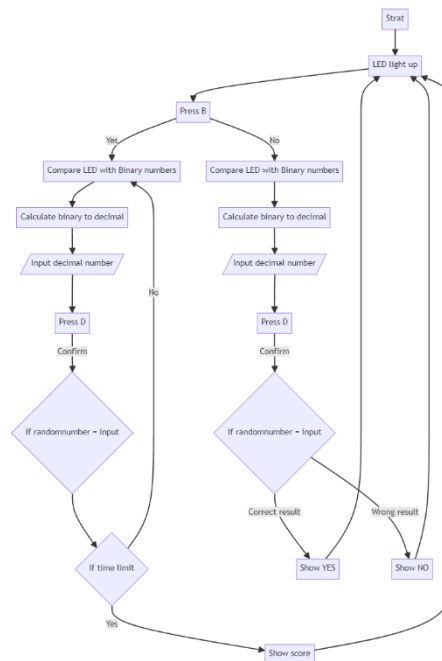 Strat
LED light up
Press B
Yes
No
Compare LED with Binary numbers
Compare LED with Binary numbers
Calculate binary to decimal
Calculate binary to decimal
Input decimal number
Input decimal number
No
Press D
Press D
Confirm
Confirm
If randomnumber = Input
If randomnumber = Input
Correct result
Wrong result
If time limit
Show YES
Show NO
Yes
Show score